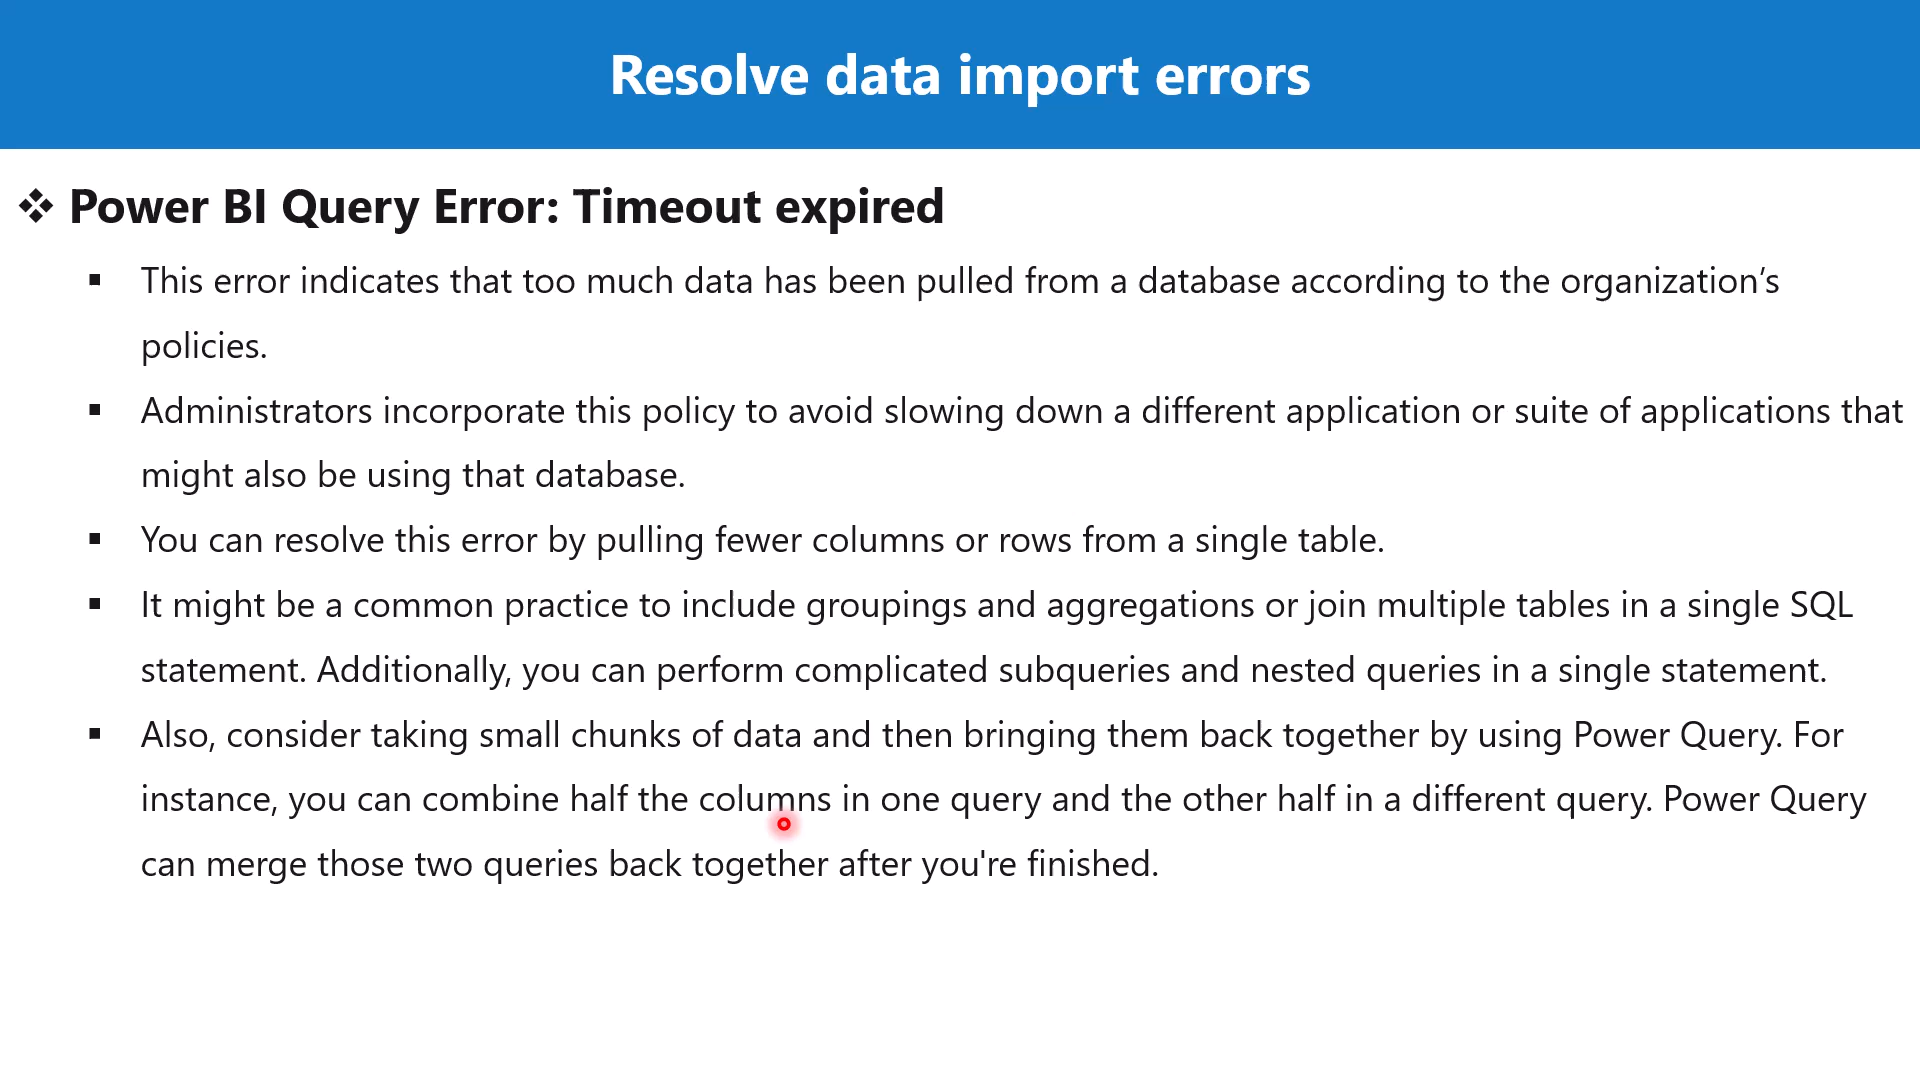 Resolve data import errors
❖ Power BI Query Error: Timeout expired
▪ This error indicates that too much data has been pulled from a database according to the organization’s
policies.
▪ Administrators incorporate this policy to avoid slowing down a different application or suite of applications that
might also be using that database.
▪ You can resolve this error by pulling fewer columns or rows from a single table.
▪ It might be a common practice to include groupings and aggregations or join multiple tables in a single SQL
statement. Additionally, you can perform complicated subqueries and nested queries in a single statement.
▪ Also, consider taking small chunks of data and then bringing them back together by using Power Query. For
instance, you can combine half the columns in one query and the other half in a different query. Power Query
can merge those two queries back together after you're finished.